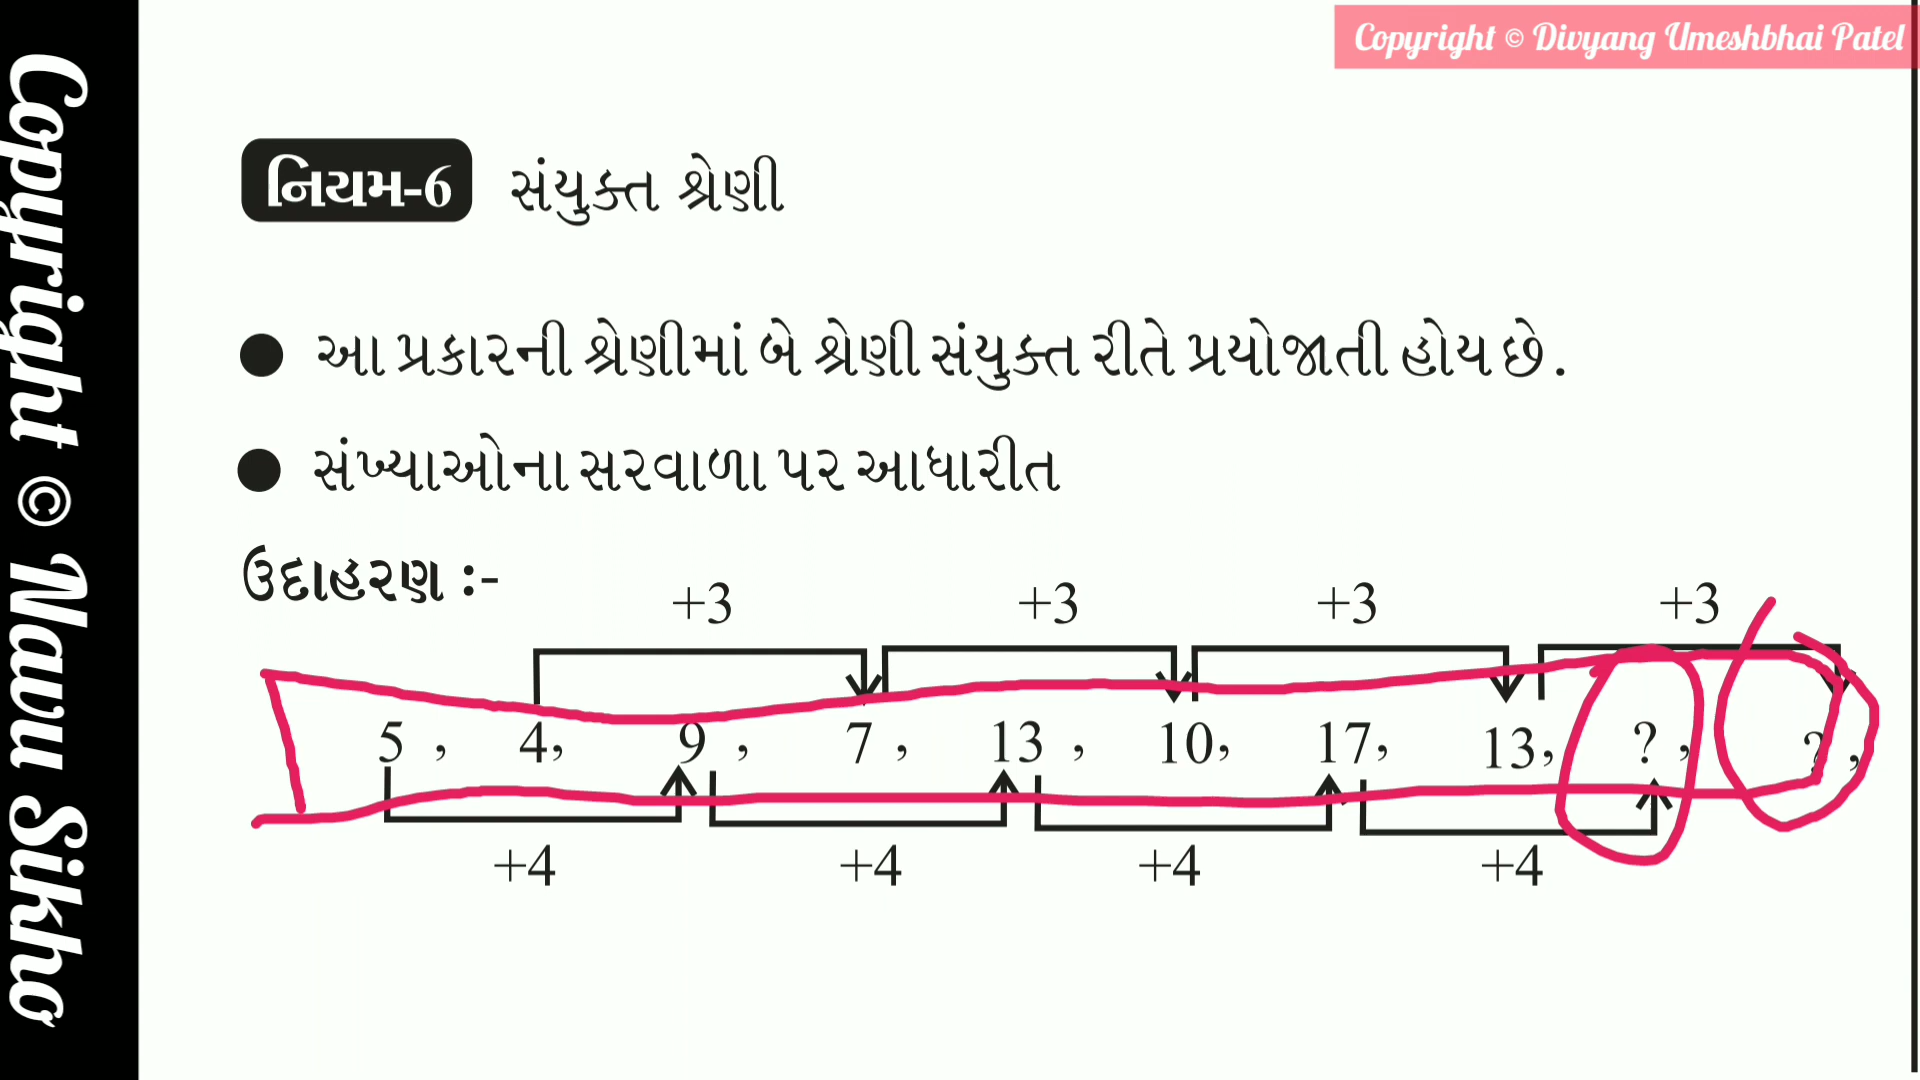 Copyright © Divyang Umeshbhai Patel
Copyright © Navu Sikho
નિયમ-6 સંયુક્ત શ્રેણી
● આ પ્રકારની શ્રેણીમાં બે શ્રેણી સંયુક્ત રીતે પ્રયોજાતી હોય છે.
● સંખ્યાઓના સરવાળા પર આધારીત
ઉદાહરણ :-
+3 +3 +3 +3
5 , 4, 9 , 7 , 13 , 10, 17, 13, ? , ? ,
+4 +4 +4 +4